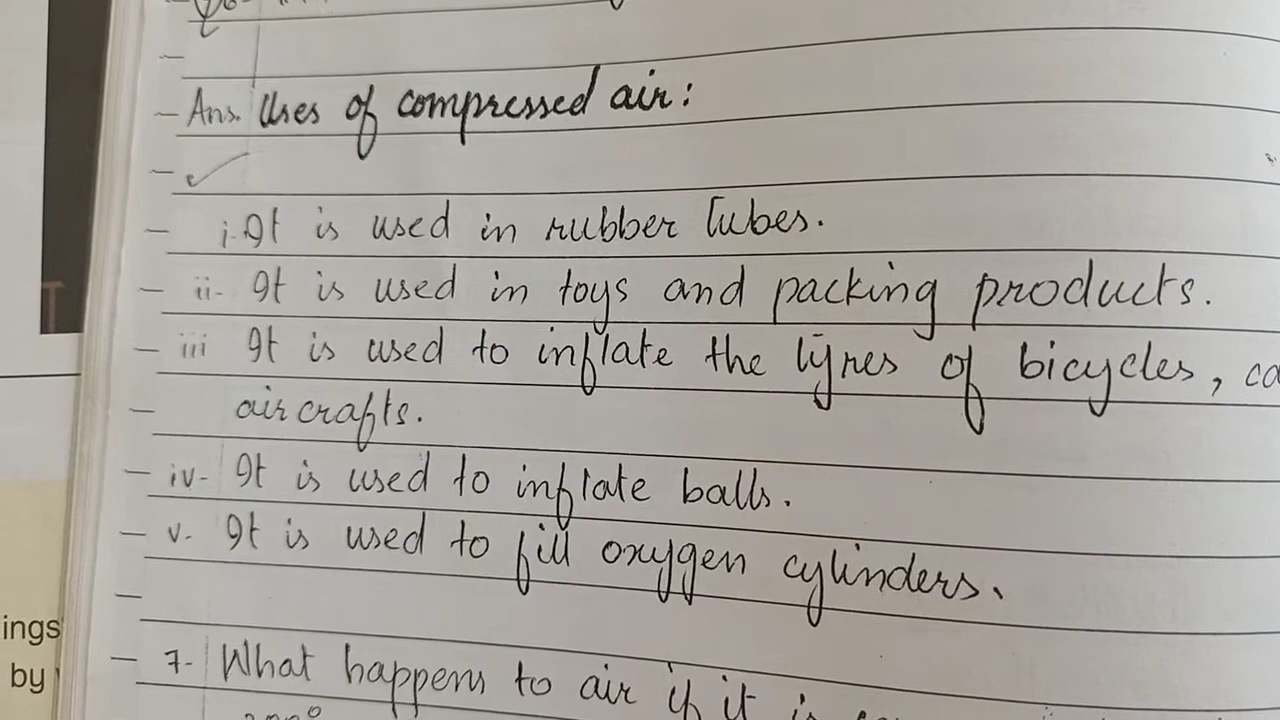 Ans. Uses of compressed air:
i. It is used in rubber tubes.
ii- It is used in toys and packing products.
iii It is used to inflate the tyres of bicycles,
aircrafts.
iv- It is used to inflate balls.
v. It is used to fill oxygen cylinders.
7- What happens to air if it is
ings
by